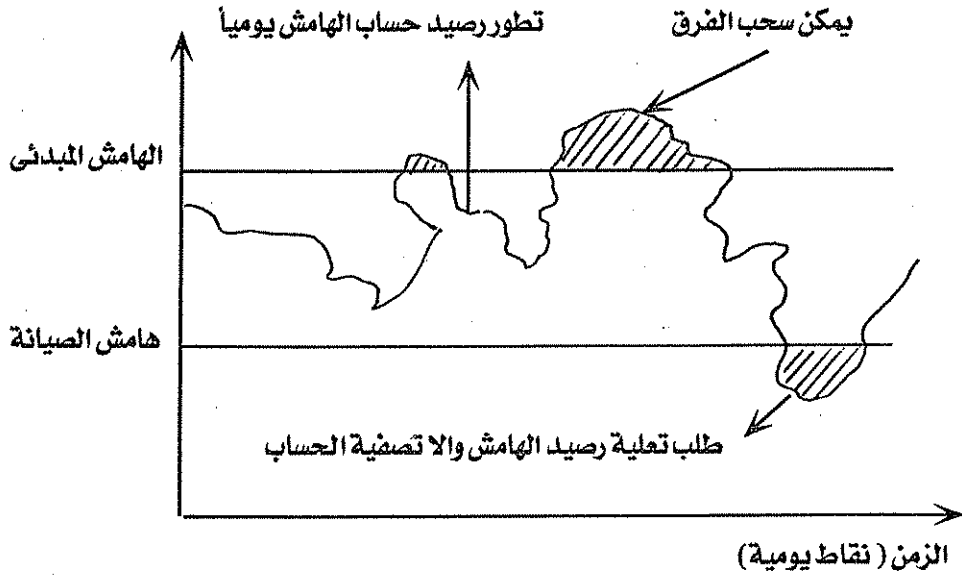 يمكن سحب الفرق
تطور رصيد حساب الهامش يومياً
الهامش المبدئى
هامش الصيانة
طلب تعلية رصيد الهامش والا تصفية الحساب
الزمن (نقاط يومية)